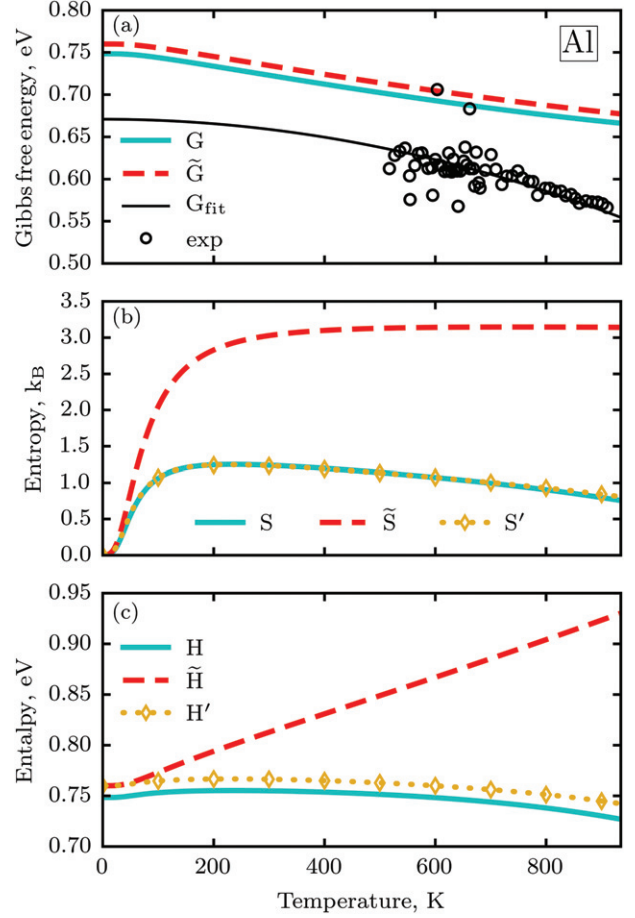 (a)
Al
Gibbs free energy, eV
0.80
0.75
0.70
0.65
0.60
0.55
0.50
G
G̃
G_fit
exp
(b)
Entropy, k_B
3.5
3.0
2.5
2.0
1.5
1.0
0.5
0.0
S
S̃
S′
(c)
Entalpy, eV
0.95
0.90
0.85
0.80
0.75
0.70
H
H̃
H′
0
200
400
600
800
Temperature, K